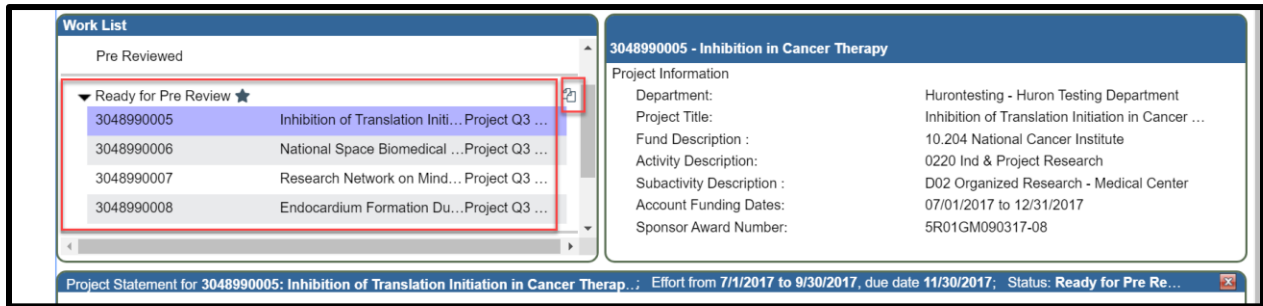 Work List
Pre Reviewed
Ready for Pre Review
3048990005 Inhibition of Translation Initi... Project Q3 ...
3048990006 National Space Biomedical ... Project Q3 ...
3048990007 Research Network on Mind... Project Q3 ...
3048990008 Endocardium Formation Du... Project Q3 ...
3048990005 - Inhibition in Cancer Therapy
Project Information
Department: Hurontesting - Huron Testing Department
Project Title: Inhibition of Translation Initiation in Cancer ...
Fund Description : 10.204 National Cancer Institute
Activity Description: 0220 Ind & Project Research
Subactivity Description : D02 Organized Research - Medical Center
Account Funding Dates: 07/01/2017 to 12/31/2017
Sponsor Award Number: 5R01GM090317-08
Project Statement for 3048990005: Inhibition of Translation Initiation in Cancer Therap...; Effort from 7/1/2017 to 9/30/2017, due date 11/30/2017; Status: Ready for Pre Re...